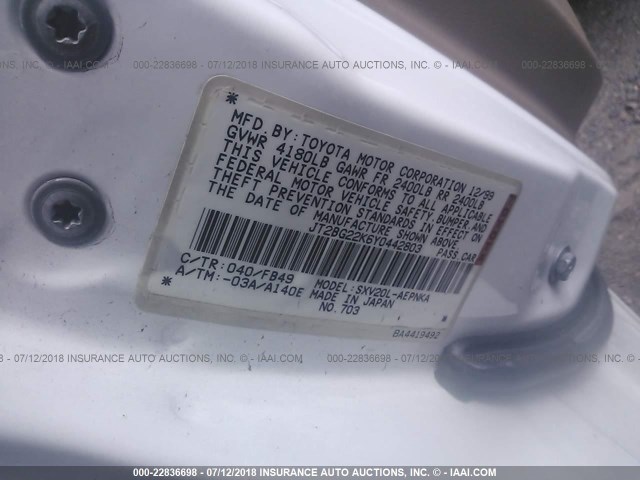 000-22836698 - 07/12/2018 INSURANCE AUTO AUCTIONS, INC. - IAAI.COM
MFD. BY: TOYOTA MOTOR CORPORATION 12/99
GVWR 4180LB GAWR FR 2400LB RR 2400LB
THIS VEHICLE CONFORMS TO ALL APPLICABLE
FEDERAL MOTOR VEHICLE SAFETY, BUMPER AND
THEFT PREVENTION STANDARDS IN EFFECT ON
THE DATE OF MANUFACTURE SHOWN ABOVE.
JT2BG22K6Y0442803 PASS. CAR
C/TR: 040/FB49 MODEL: SXV20L-AEPNKA
A/TM: -03A/A140E MADE IN JAPAN
NO. 703
BA4419492
000-22836698 - 07/12/2018 INSURANCE AUTO AUCTIONS, INC. - IAAI.COM
000-22836698 - 07/12/2018 INSURANCE AUTO AUCTIONS, INC. - IAAI.COM